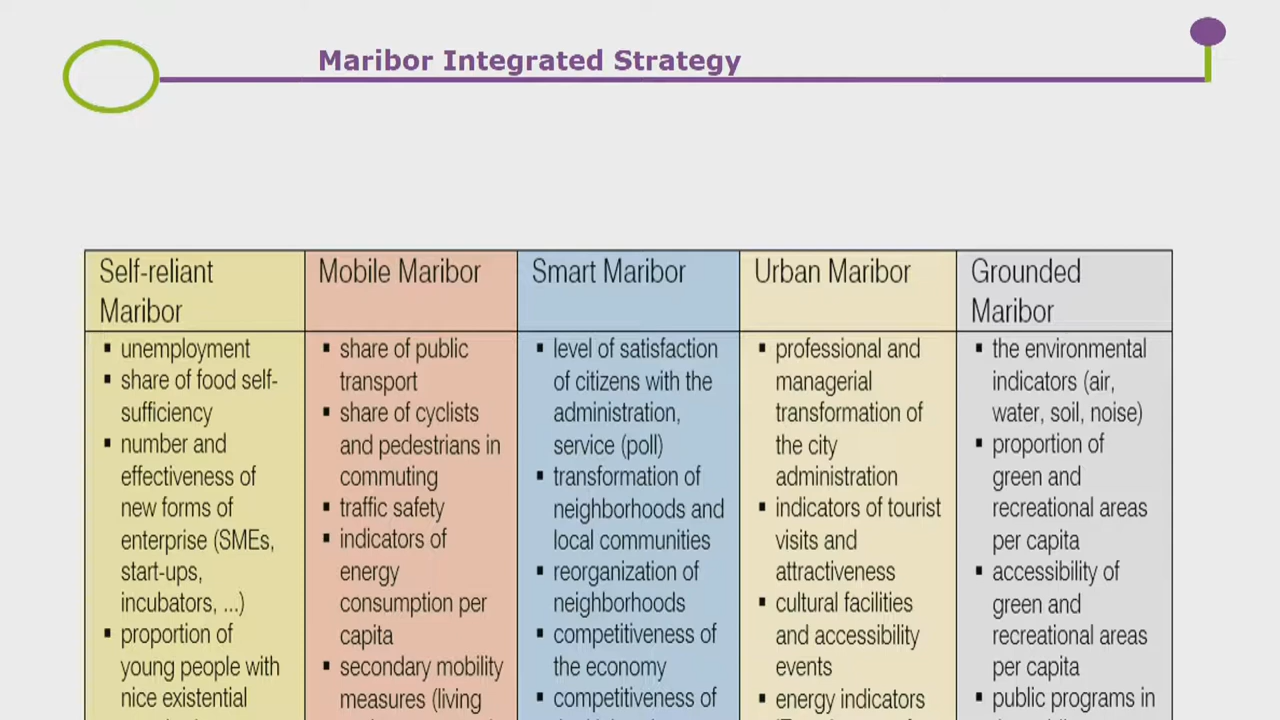 Maribor Integrated Strategy
Self-reliant
Maribor
▪ unemployment
▪ share of food self-
sufficiency
▪ number and
effectiveness of
new forms of
enterprise (SMEs,
start-ups,
incubators, ...)
▪ proportion of
young people with
nice existential
Mobile Maribor
▪ share of public
transport
▪ share of cyclists
and pedestrians in
commuting
▪ traffic safety
▪ indicators of
energy
consumption per
capita
▪ secondary mobility
measures (living
Smart Maribor
▪ level of satisfaction
of citizens with the
administration,
service (poll)
▪ transformation of
neighborhoods and
local communities
▪ reorganization of
neighborhoods
▪ competitiveness of
the economy
▪ competitiveness of
Urban Maribor
▪ professional and
managerial
transformation of
the city
administration
▪ indicators of tourist
visits and
attractiveness
▪ cultural facilities
and accessibility
events
▪ energy indicators
Grounded
Maribor
▪ the environmental
indicators (air,
water, soil, noise)
▪ proportion of
green and
recreational areas
per capita
▪ accessibility of
green and
recreational areas
per capita
▪ public programs in